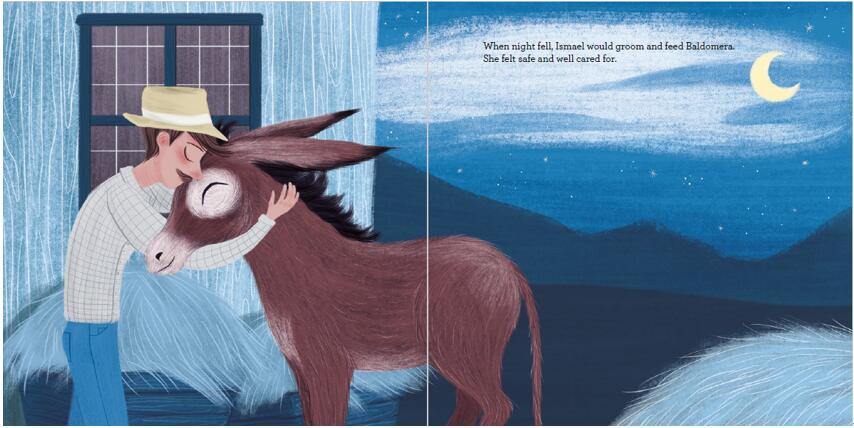 When night fell, Ismael would groom and feed Baldomera.
She felt safe and well cared for.